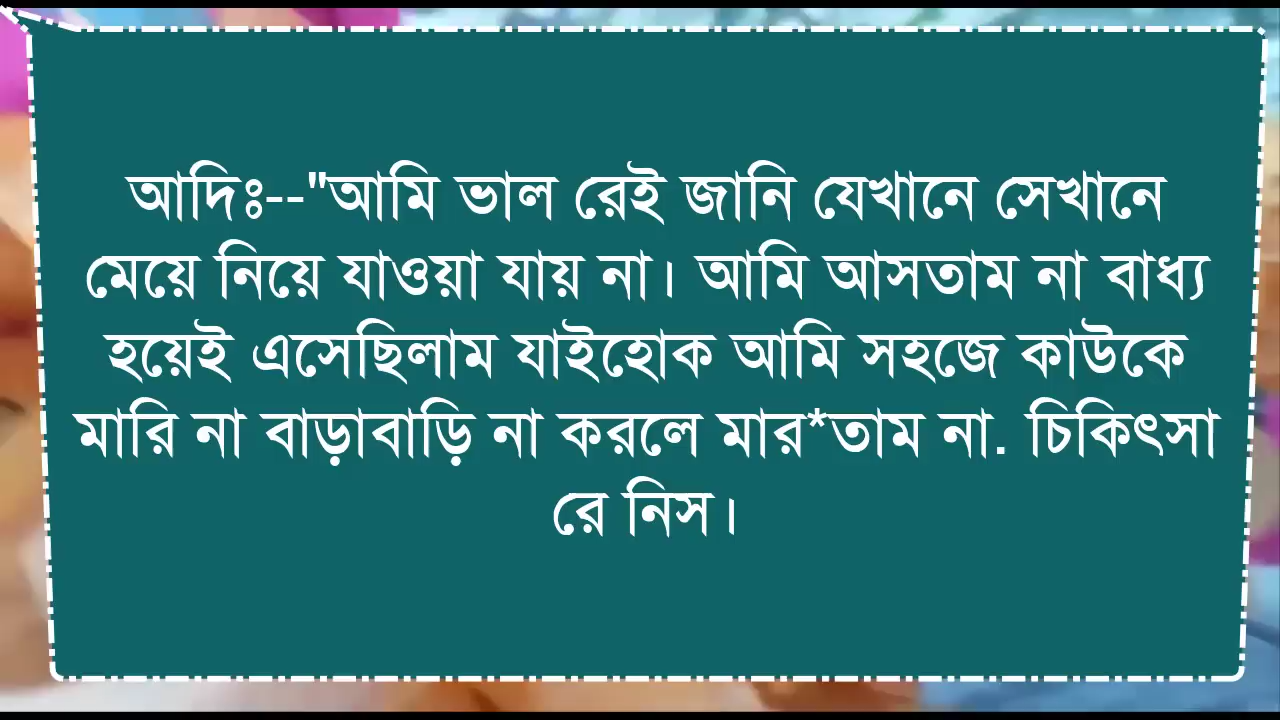 আদিঃ--"আমি ভাল রেই জানি যেখানে সেখানে
মেয়ে নিয়ে যাওয়া যায় না। আমি আসতাম না বাধ্য
হয়েই এসেছিলাম যাইহোক আমি সহজে কাউকে
মারি না বাড়াবাড়ি না করলে মার*তাম না. চিকিৎসা
রে নিস।